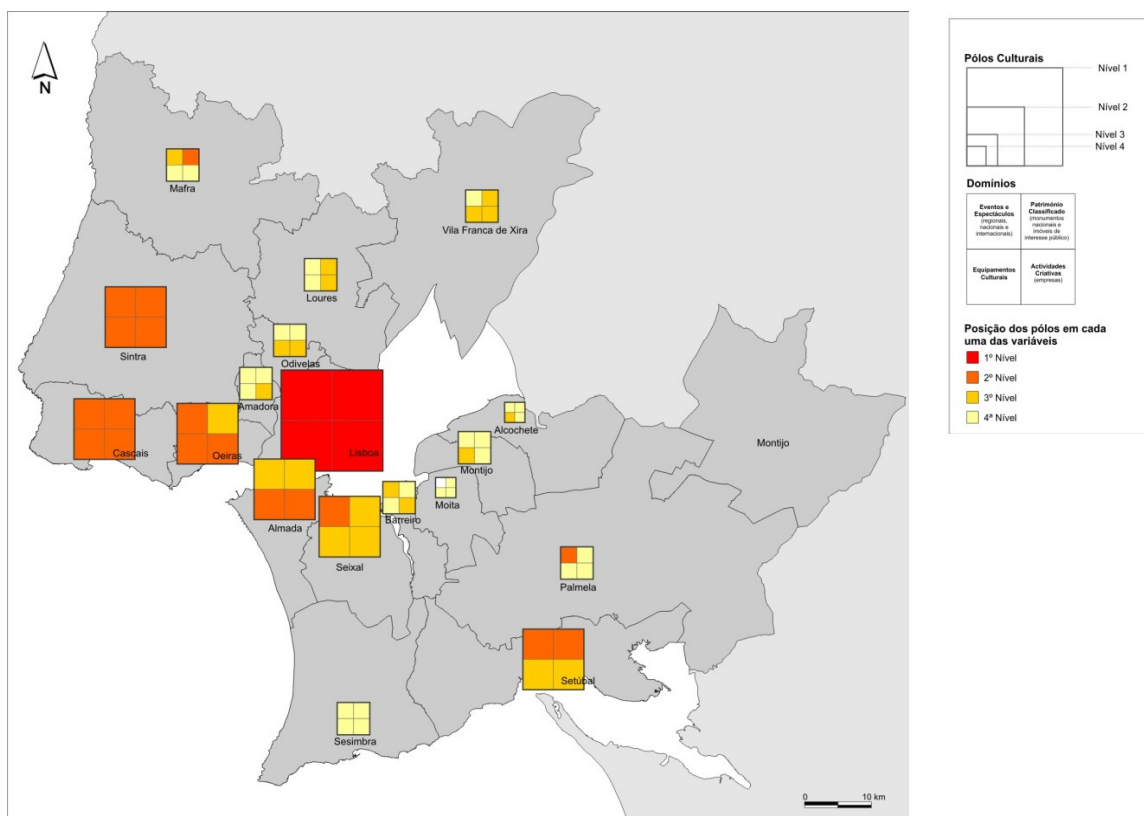 N
Mafra
Vila Franca de Xira
Loures
Sintra
Odivelas
Amadora
Cascais
Oeiras
Lisboa
Alcochete
Montijo
Montijo
Moita
Barreiro
Almada
Seixal
Palmela
Setúbal
Sesimbra
0 10 km
Pólos Culturais
Nível 1
Nível 2
Nível 3
Nível 4
Domínios
Eventos e
Espectáculos
(regionais,
nacionais e
internacionais)
Património
Classificado
(monumentos
nacionais e
imóveis de
interesse público)
Equipamentos
Culturais
Actividades
Criativas
(empresas)
Posição dos pólos em cada
uma das variáveis
1º Nível
2º Nível
3º Nível
4ª Nível